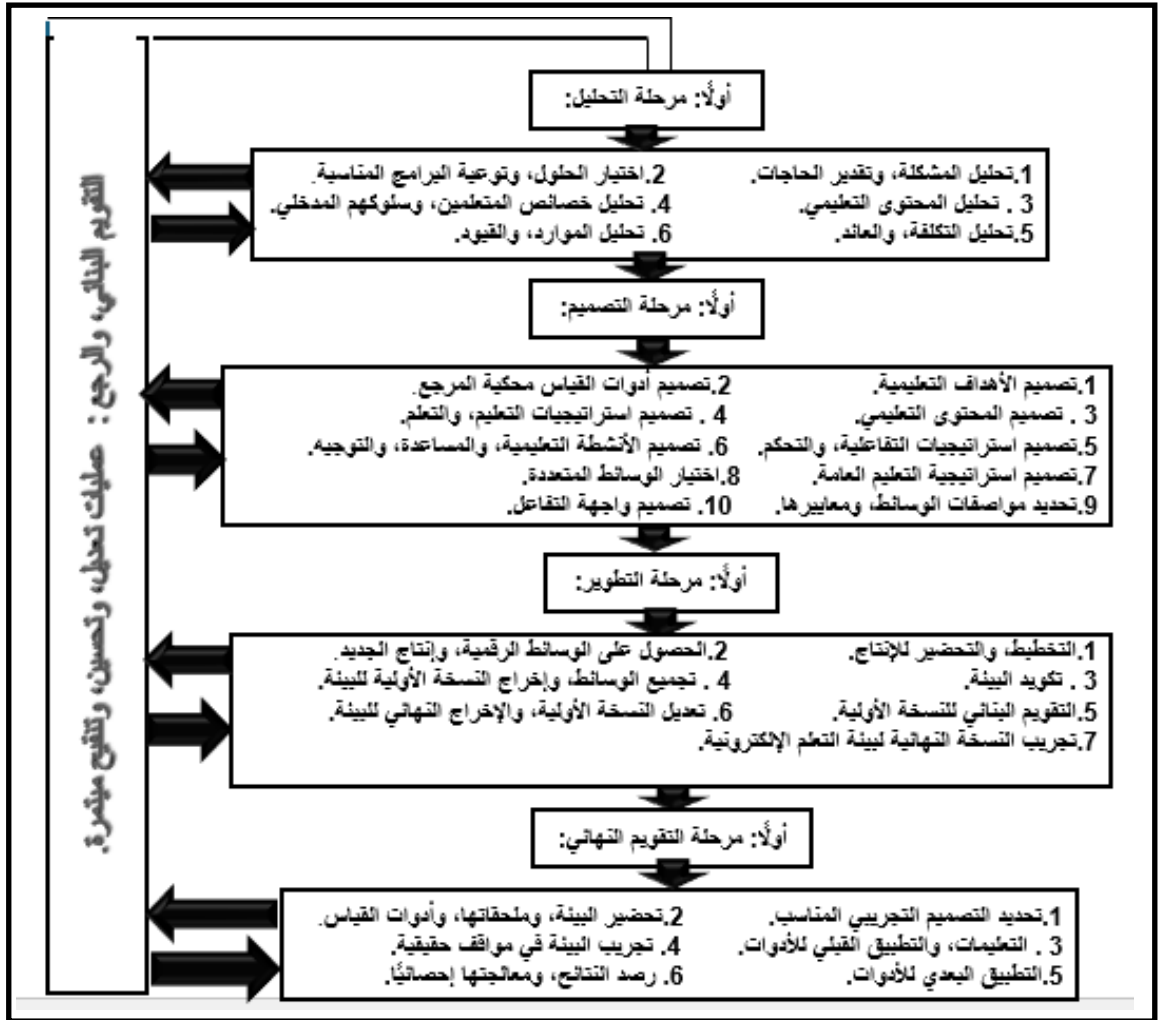 أولًا: مرحلة التحليل:
1.تحليل المشكلة، وتقدير الحاجات. 2.اختيار الحلول، وتوعية البرامج المناسبة.
3 . تحليل المحتوى التعليمي. 4. تحليل خصائص المتعلمين، وسلوكهم المدخلي.
5.تحليل التكلفة، والعائد. 6. تحليل الموارد، والقيود.
أولًا: مرحلة التصميم:
1.تصميم الأهداف التعليمية. 2.تصميم أدوات القياس محكية المرجع.
3 . تصميم المحتوى التعليمي. 4 . تصميم استراتيجيات التعليم، والتعلم.
5.تصميم استراتيجيات التفاعلية، والتحكم. 6 . تصميم الأنشطة التعليمية، والمساعدة، والتوجيه.
7.تصميم استراتيجية التعليم العامة. 8.اختيار الوسائط المتعددة.
9.تحديد مواصفات الوسائط، ومعاييرها. 10. تصميم واجهة التفاعل.
أولًا: مرحلة التطوير:
1.التخطيط، والتحضير للإنتاج. 2.الحصول على الوسائط الرقمية، وإنتاج الجديد.
3 . تكويد البيئة. 4 . تجميع الوسائط، وإخراج النسخة الأولية للبيئة.
5.التقويم البنائي للنسخة الأولية. 6 . تعديل النسخة الأولية، والإخراج النهائي للبيئة.
7.تجريب النسخة النهائية لبيئة التعلم الإلكترونية.
أولًا: مرحلة التقويم النهائي:
1.تحديد التصميم التجريبي المناسب. 2.تحضير البيئة، وملحقاتها، وأدوات القياس.
3 . التعليمات، والتطبيق القبلي للأدوات. 4. تجريب البيئة في مواقف حقيقية.
5.التطبيق البعدي للأدوات. 6. رصد النتائج، ومعالجتها إحصائيًا.
التقويم البنائي، والرجع : عمليات تعديل، وتحسين، وتنقيح مبتمرة.